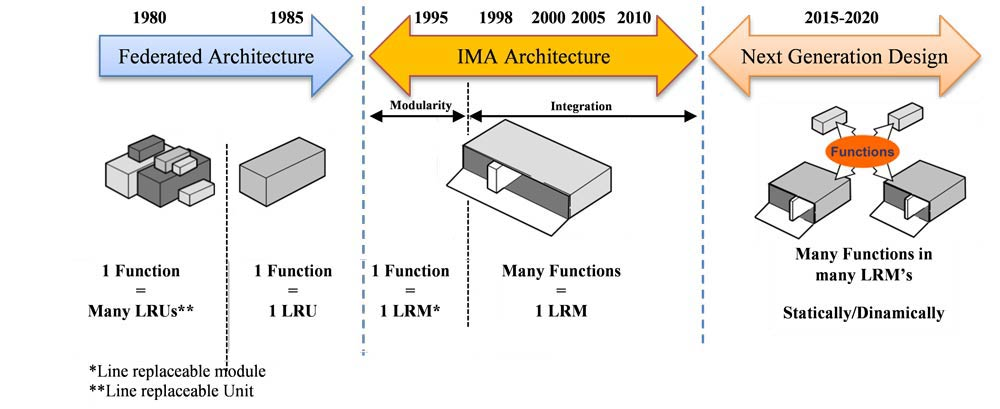 1980 1985 1995 1998 2000 2005 2010 2015-2020
Federated Architecture
IMA Architecture
Next Generation Design
Modularity
Integration
Functions
1 Function
=
Many LRUs**
1 Function
=
1 LRU
1 Function
=
1 LRM*
Many Functions
=
1 LRM
Many Functions in
many LRM's
Statically/Dinamically
*Line replaceable module
**Line replaceable Unit